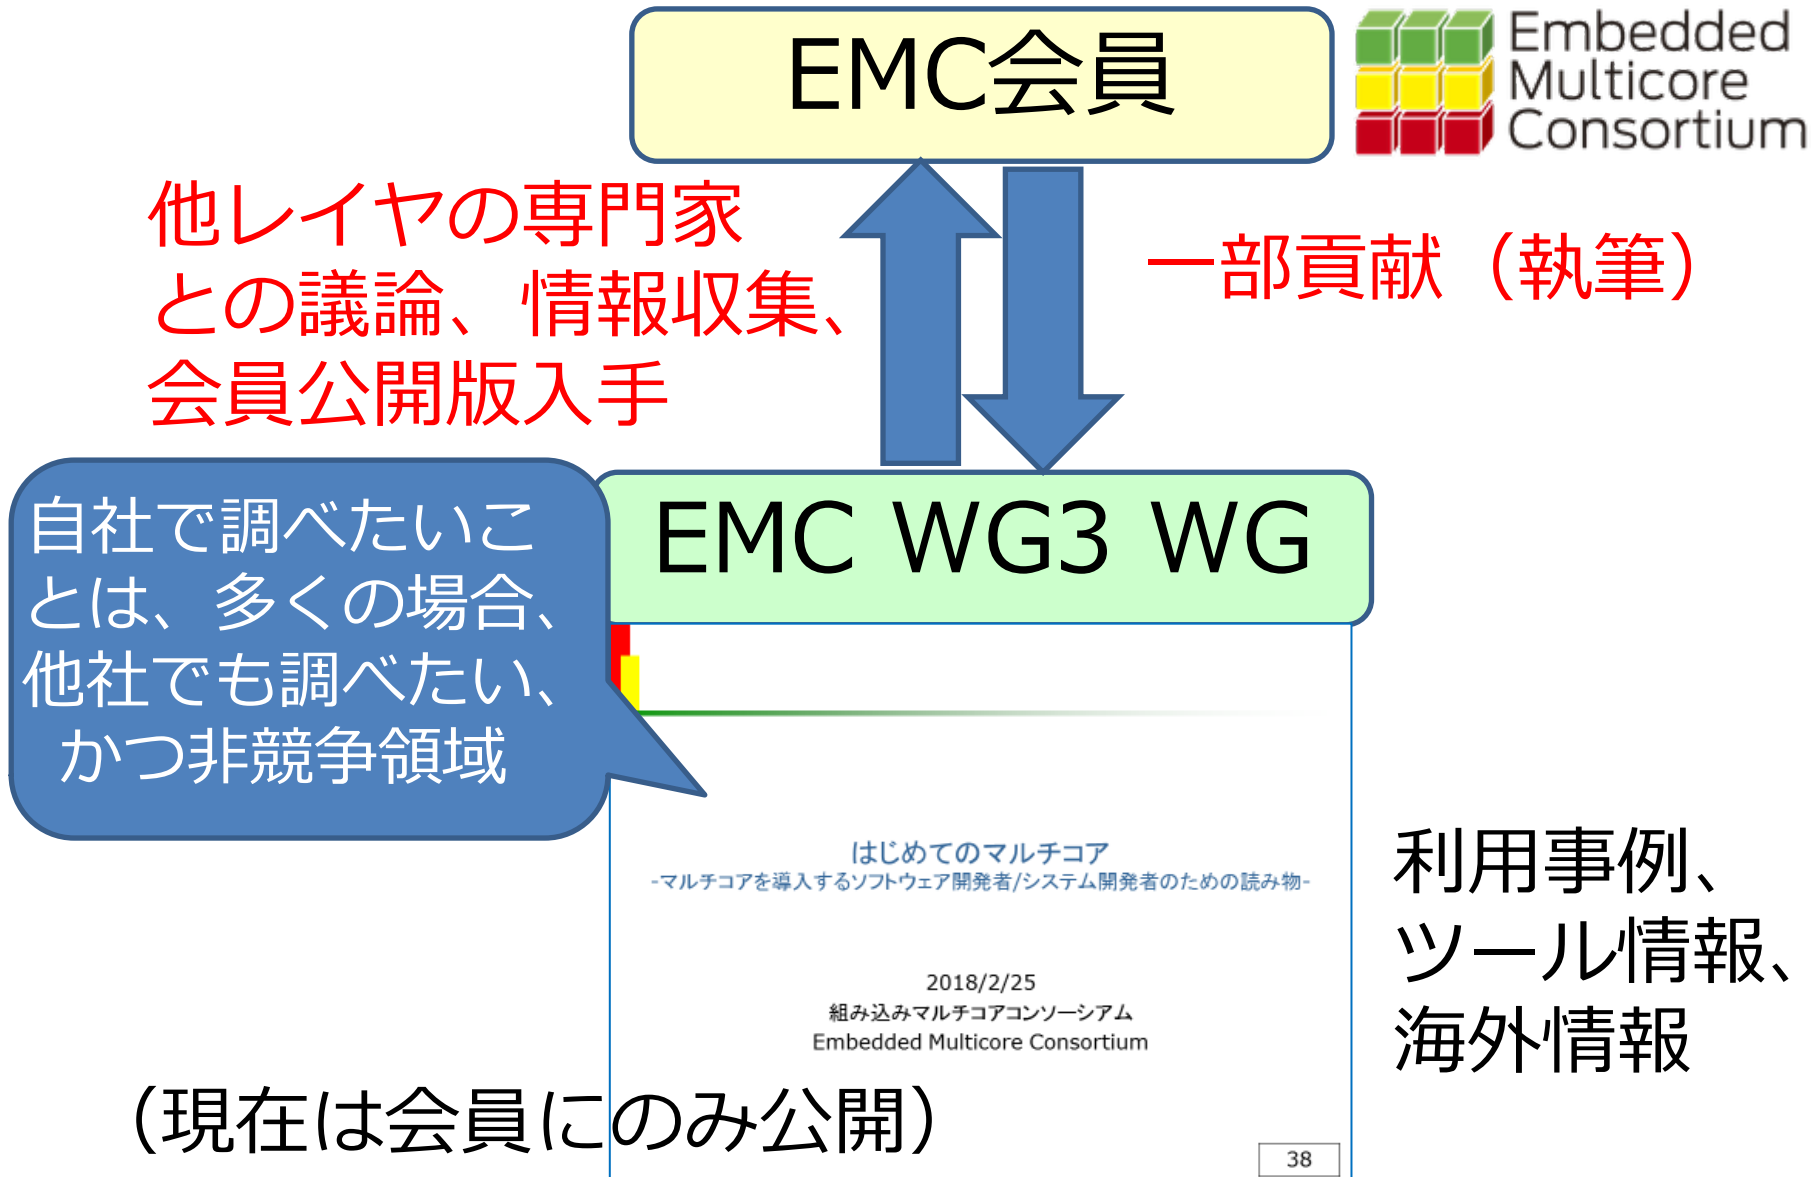 EMC会員
Embedded
Multicore
Consortium
他レイヤの専門家
との議論、情報収集、
会員公開版入手
一部貢献（執筆）
自社で調べたいこ
とは、多くの場合、
他社でも調べたい、
かつ非競争領域
EMC WG3 WG
はじめてのマルチコア
-マルチコアを導入するソフトウェア開発者/システム開発者のための読み物-
2018/2/25
組み込みマルチコアコンソーシアム
Embedded Multicore Consortium
利用事例、
ツール情報、
海外情報
（現在は会員にのみ公開）
38